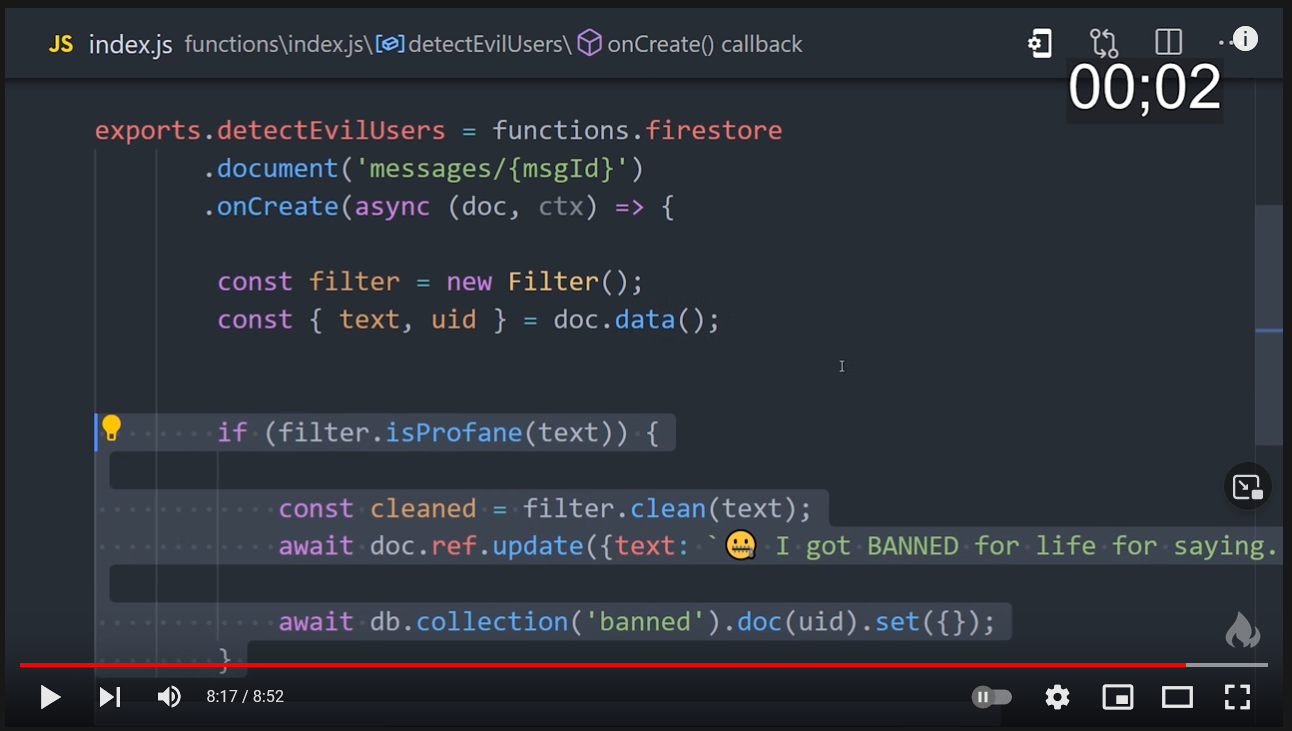 JS index.js functions\index.js\detectEvilUsers\onCreate() callback
00;02
exports.detectEvilUsers = functions.firestore
.document('messages/{msgId}')
.onCreate(async (doc, ctx) => {
const filter = new Filter();
const { text, uid } = doc.data();
if (filter.isProfane(text)) {
const cleaned = filter.clean(text);
await doc.ref.update({text: `🤐 I got BANNED for life for saying.
await db.collection('banned').doc(uid).set({});
}
8:17 / 8:52